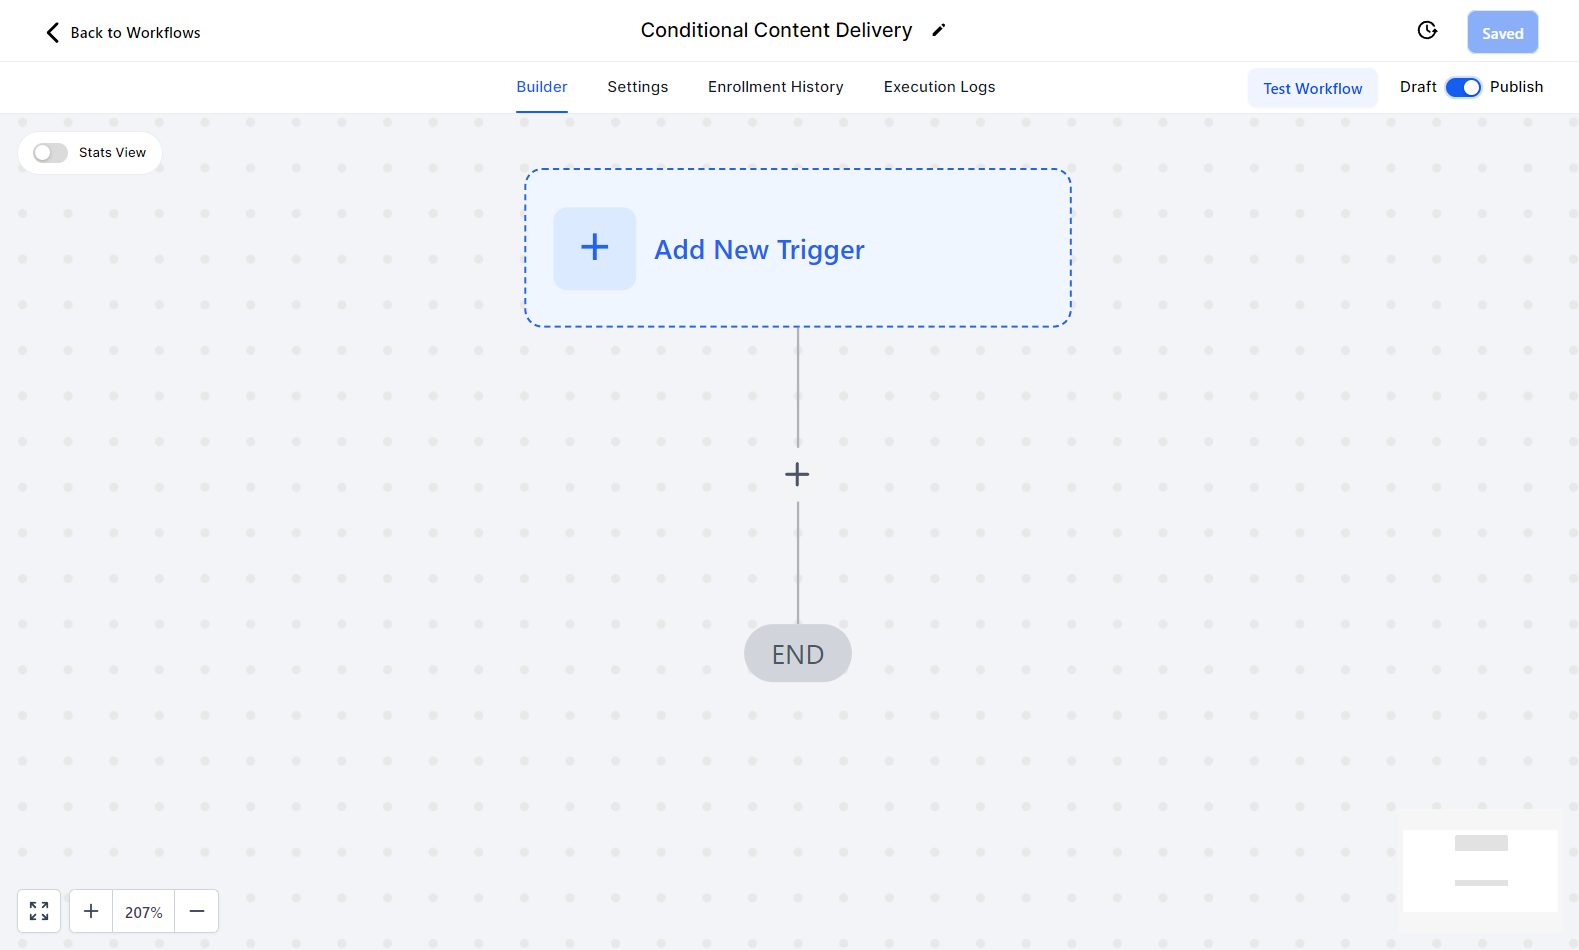 Back to Workflows
Conditional Content Delivery
Saved
Builder
Settings
Enrollment History
Execution Logs
Test Workflow
Draft
Publish
Stats View
Add New Trigger
END
207%